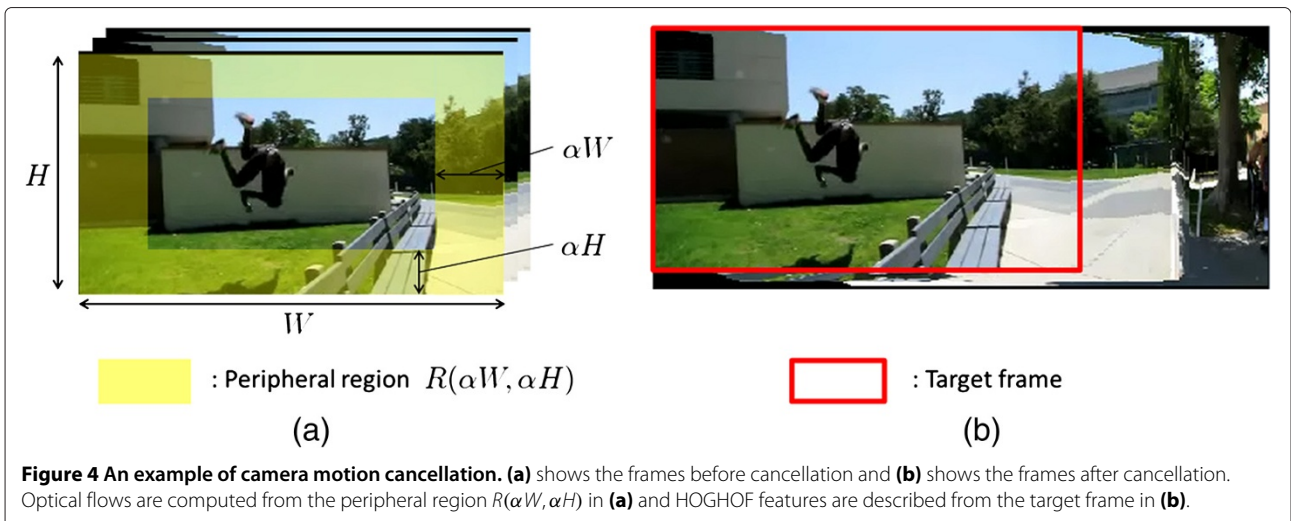 H
αW
αH
W
: Peripheral region R(αW, αH)
: Target frame
(a)
(b)
Figure 4 An example of camera motion cancellation. (a) shows the frames before cancellation and (b) shows the frames after cancellation.
Optical flows are computed from the peripheral region R(αW, αH) in (a) and HOGHOF features are described from the target frame in (b).